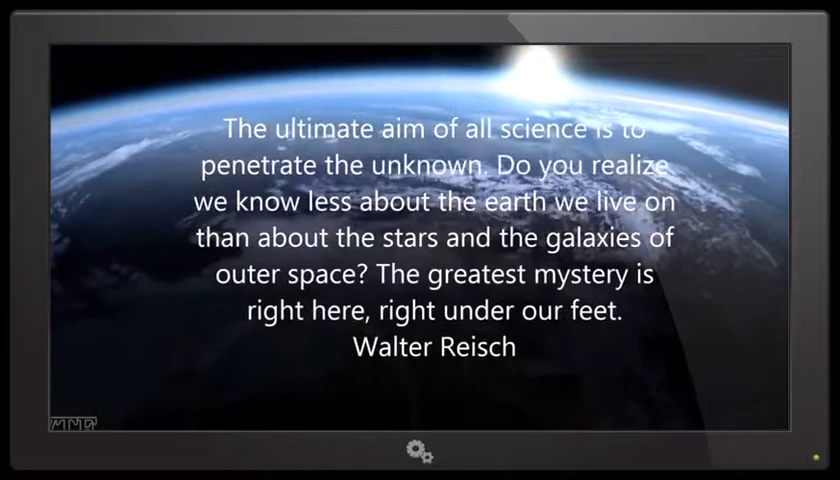 The ultimate aim of all science is to
penetrate the unknown. Do you realize
we know less about the earth we live on
than about the stars and the galaxies of
outer space? The greatest mystery is
right here, right under our feet.
Walter Reisch